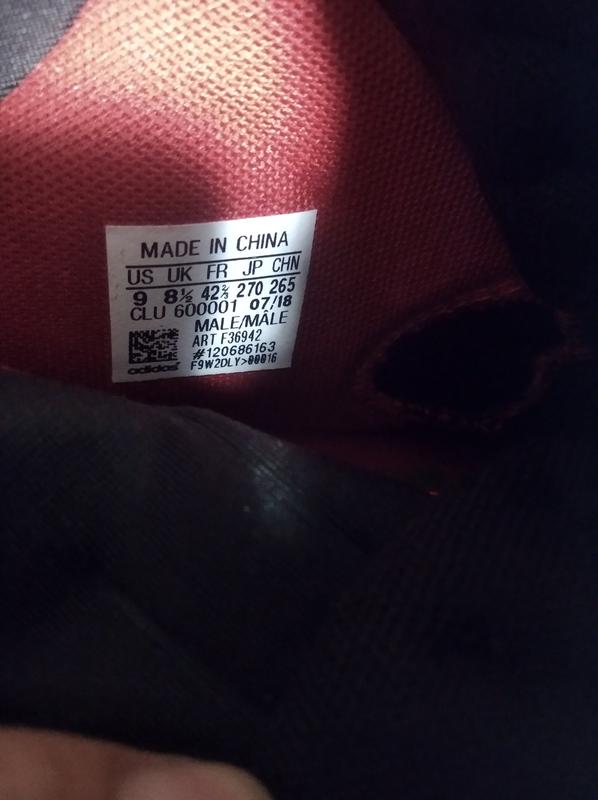 MADE IN CHINA
US UK FR JP CHN
9 8½ 42⅔ 270 265
CLU 600001 07/18
MALE/MÂLE
ART F36942
#120686163
F9W2DLY>00016
adidas